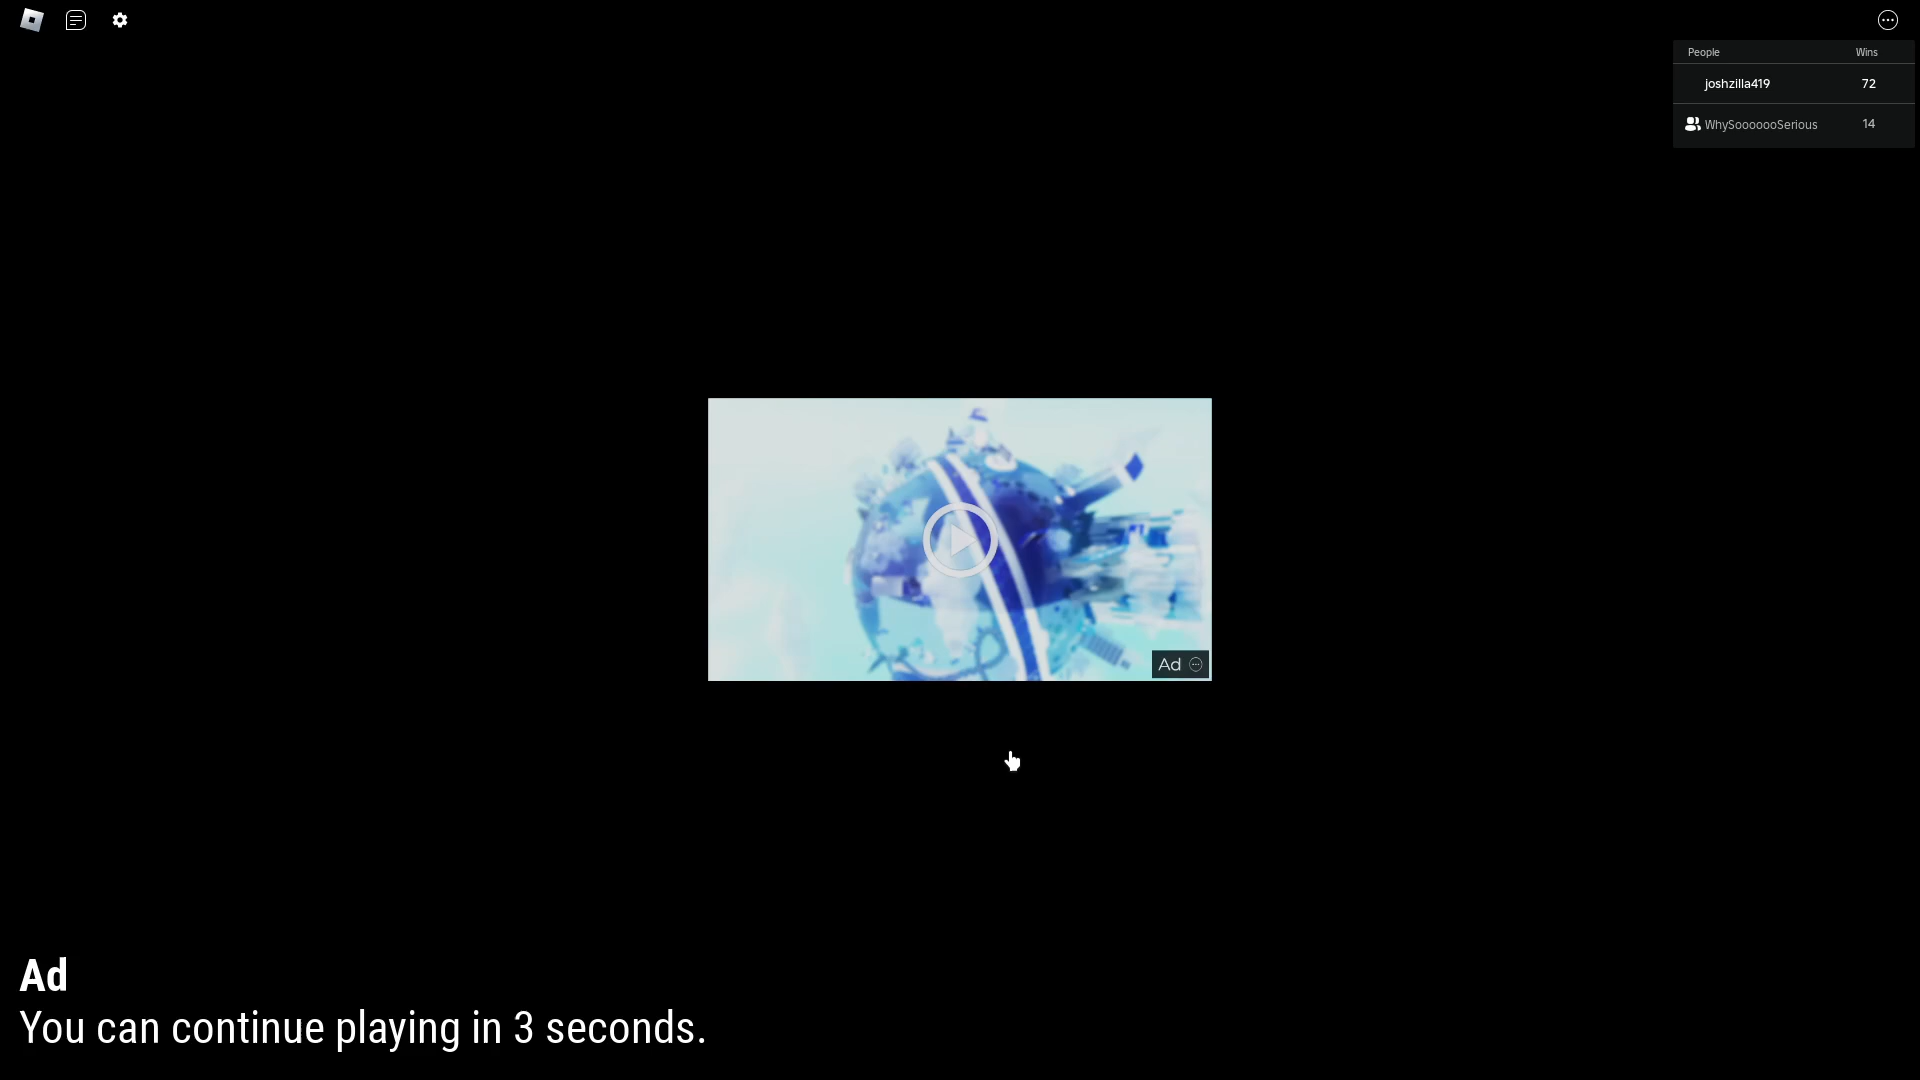 People Wins
joshzilla419 72
WhySooooooSerious 14
Ad
Ad
You can continue playing in 3 seconds.